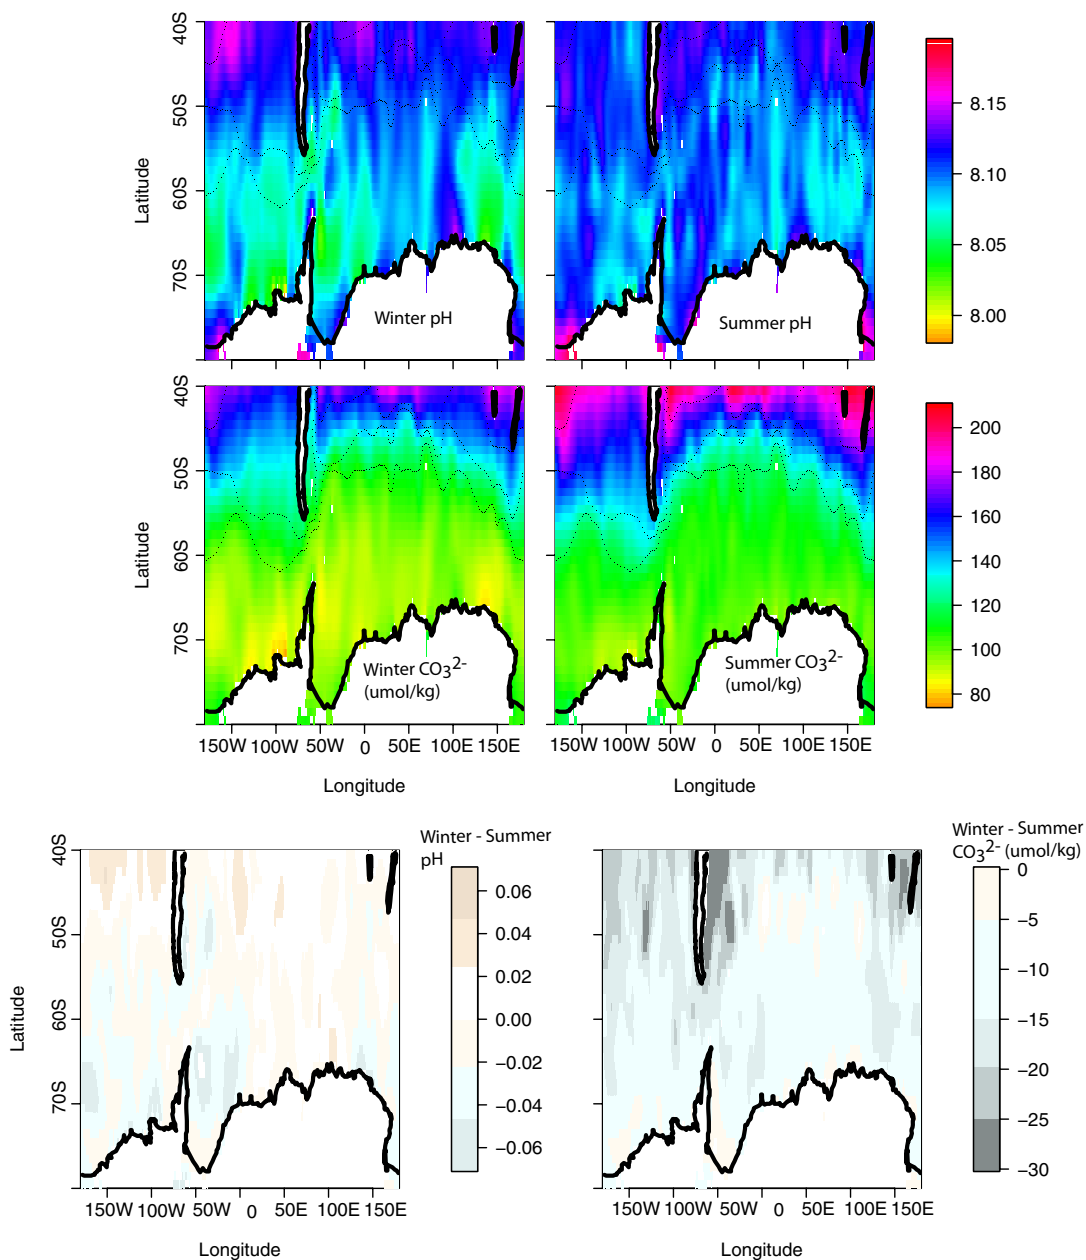 40S
50S
60S
70S
Latitude
Winter pH
Summer pH
8.15
8.10
8.05
8.00
40S
50S
60S
70S
Latitude
Winter CO3 2-
(umol/kg)
Summer CO3 2-
(umol/kg)
200
180
160
140
120
100
80
150W 100W 50W 0 50E 100E 150E
150W 100W 50W 0 50E 100E 150E
Longitude
Longitude
Winter - Summer
pH
0.06
0.04
0.02
0.00
−0.02
−0.04
−0.06
Winter - Summer
CO3 2- (umol/kg)
0
−5
−10
−15
−20
−25
−30
40S
50S
60S
70S
Latitude
150W 100W 50W 0 50E 100E 150E
150W 100W 50W 0 50E 100E 150E
Longitude
Longitude